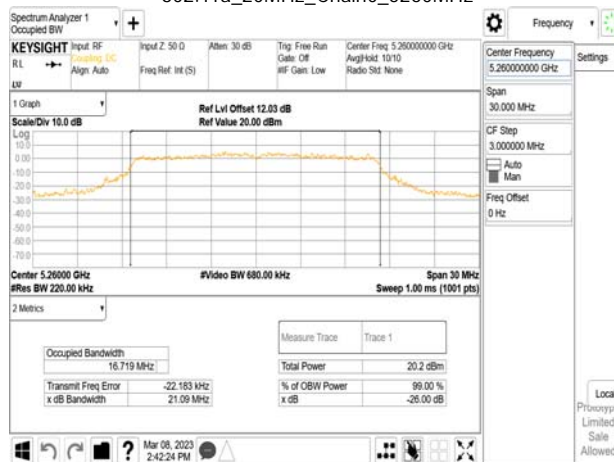 Spectrum Analyzer 1
Occupied BW
Frequency
KEYSIGHT
Input: RF
Coupling: DC
Align: Auto
Input Z: 50 Ω
Freq Ref: Int (S)
Atten: 30 dB
Trig: Free Run
Gate: Off
#IF Gain: Low
Center Freq: 5.260000000 GHz
Avg|Hold: 10/10
Radio Std: None
RL
LXI
Center Frequency
5.260000000 GHz
Settings
Span
30.000 MHz
CF Step
3.000000 MHz
Auto
Man
Freq Offset
0 Hz
1 Graph
Scale/Div 10.0 dB
Ref Lvl Offset 12.03 dB
Ref Value 20.00 dBm
Log
10.0
0.00
-10.0
-20.0
-30.0
-40.0
-50.0
-60.0
-70.0
Center 5.26000 GHz
#Video BW 680.00 kHz
Span 30 MHz
#Res BW 220.00 kHz
Sweep 1.00 ms (1001 pts)
2 Metrics
Measure Trace
Trace 1
Occupied Bandwidth
16.719 MHz
Total Power
20.2 dBm
Transmit Freq Error
-22.183 kHz
% of OBW Power
99.00 %
x dB Bandwidth
21.09 MHz
x dB
-26.00 dB
Mar 08, 2023
2:42:24 PM
Loca
Prototyp
Limited
Sale
Allowed